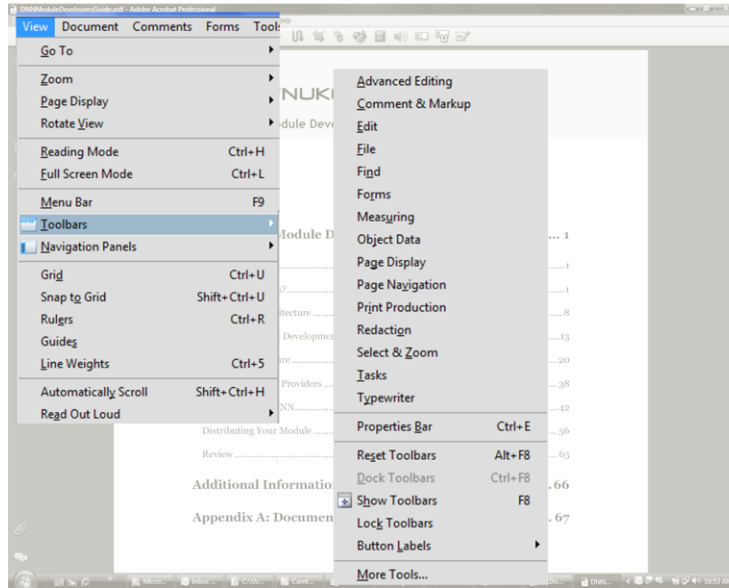 DNNModuleDevelopersGuide.pdf - Adobe Acrobat Professional
View Document Comments Forms
Go To
Zoom
Page Display
Rotate View
Reading Mode Ctrl+H
Full Screen Mode Ctrl+L
Menu Bar F9
Toolbars
Navigation Panels
Grid Ctrl+U
Snap to Grid Shift+Ctrl+U
Rulers Ctrl+R
Guides
Line Weights Ctrl+5
Automatically Scroll Shift+Ctrl+H
Read Out Loud
Advanced Editing
Comment & Markup
Edit
File
Find
Forms
Measuring
Object Data
Page Display
Page Navigation
Print Production
Redaction
Select & Zoom
Tasks
Typewriter
Properties Bar Ctrl+E
Reset Toolbars Alt+F8
Dock Toolbars Ctrl+F8
Show Toolbars F8
Lock Toolbars
Button Labels
More Tools...
... 1
1
1
8
13
20
Providers 38
42
Distributing Your Module 56
Review 65
Additional 66
Appendix A: 67
10:53 AM